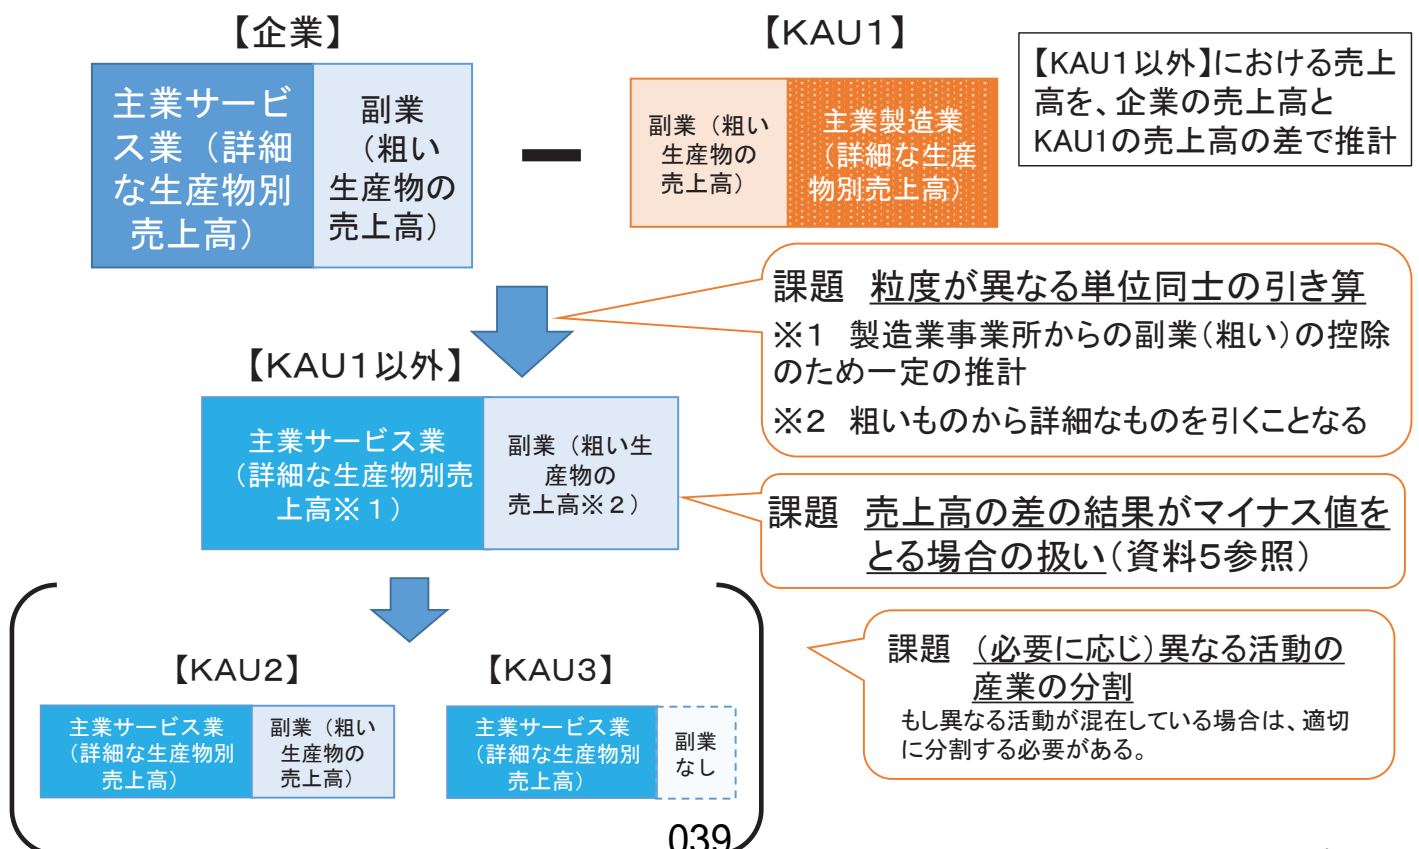 【企業】
主業サービ
ス業（詳細
な生産物別
売上高）
副業
（粗い
生産物の
売上高）
ー
【KAU１】
副業（粗い
生産物の
売上高）
主業製造業
（詳細な生産
物別売上高）
【KAU１以外】における売上
高を、企業の売上高と
KAU1の売上高の差で推計
課題　粒度が異なる単位同士の引き算
※１　製造業事業所からの副業（粗い）の控除
のため一定の推計
※２　粗いものから詳細なものを引くことなる
【KAU１以外】
主業サービス業
（詳細な生産物別売
上高※１）
副業（粗い生
産物の
売上高※２）
課題　売上高の差の結果がマイナス値を
とる場合の扱い（資料５参照）
【KAU２】
主業サービス業
（詳細な生産物別
売上高）
副業（粗い
生産物の
売上高）
【KAU３】
主業サービス業
（詳細な生産物別
売上高）
副業
なし
課題　（必要に応じ）異なる活動の
産業の分割
もし異なる活動が混在している場合は、適切
に分割する必要がある。
039